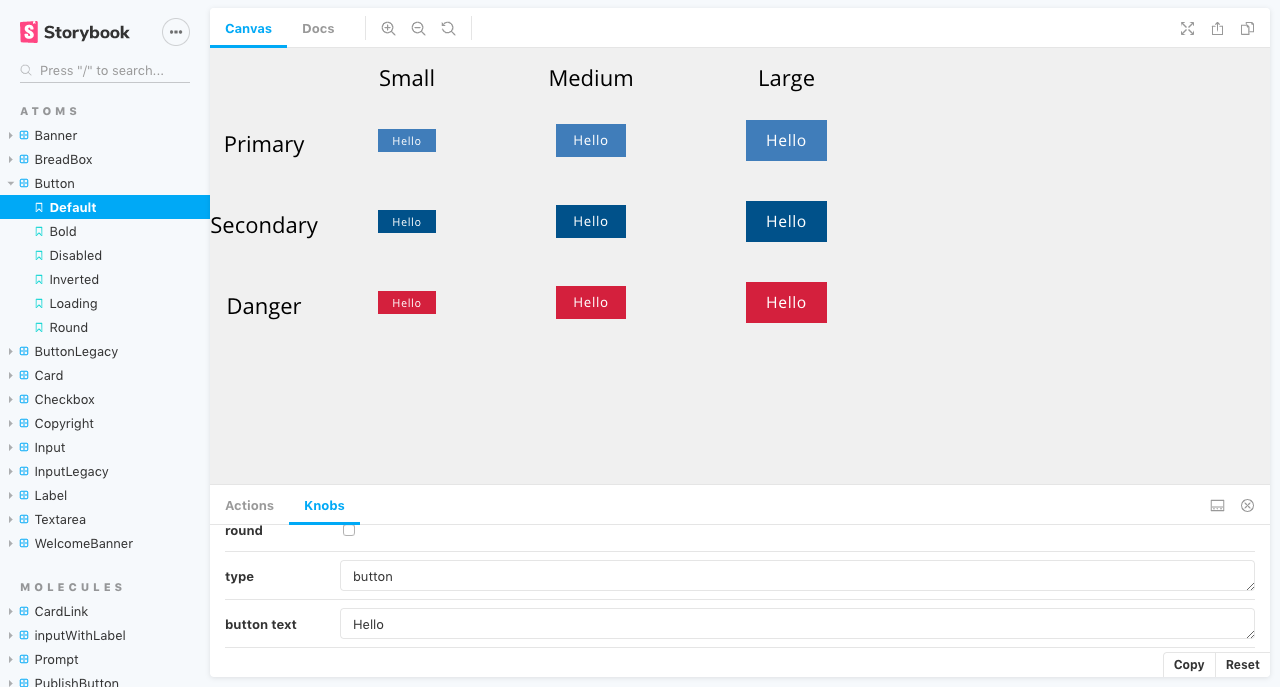 Storybook
Press "/" to search...
ATOMS
Banner
BreadBox
Button
Default
Bold
Disabled
Inverted
Loading
Round
ButtonLegacy
Card
Checkbox
Copyright
Input
InputLegacy
Label
Textarea
WelcomeBanner
MOLECULES
CardLink
inputWithLabel
Prompt
PublishButton
Canvas Docs
Small Medium Large
Primary Hello Hello Hello
Secondary Hello Hello Hello
Danger Hello Hello Hello
Actions Knobs
round
type button
button text Hello
Copy Reset